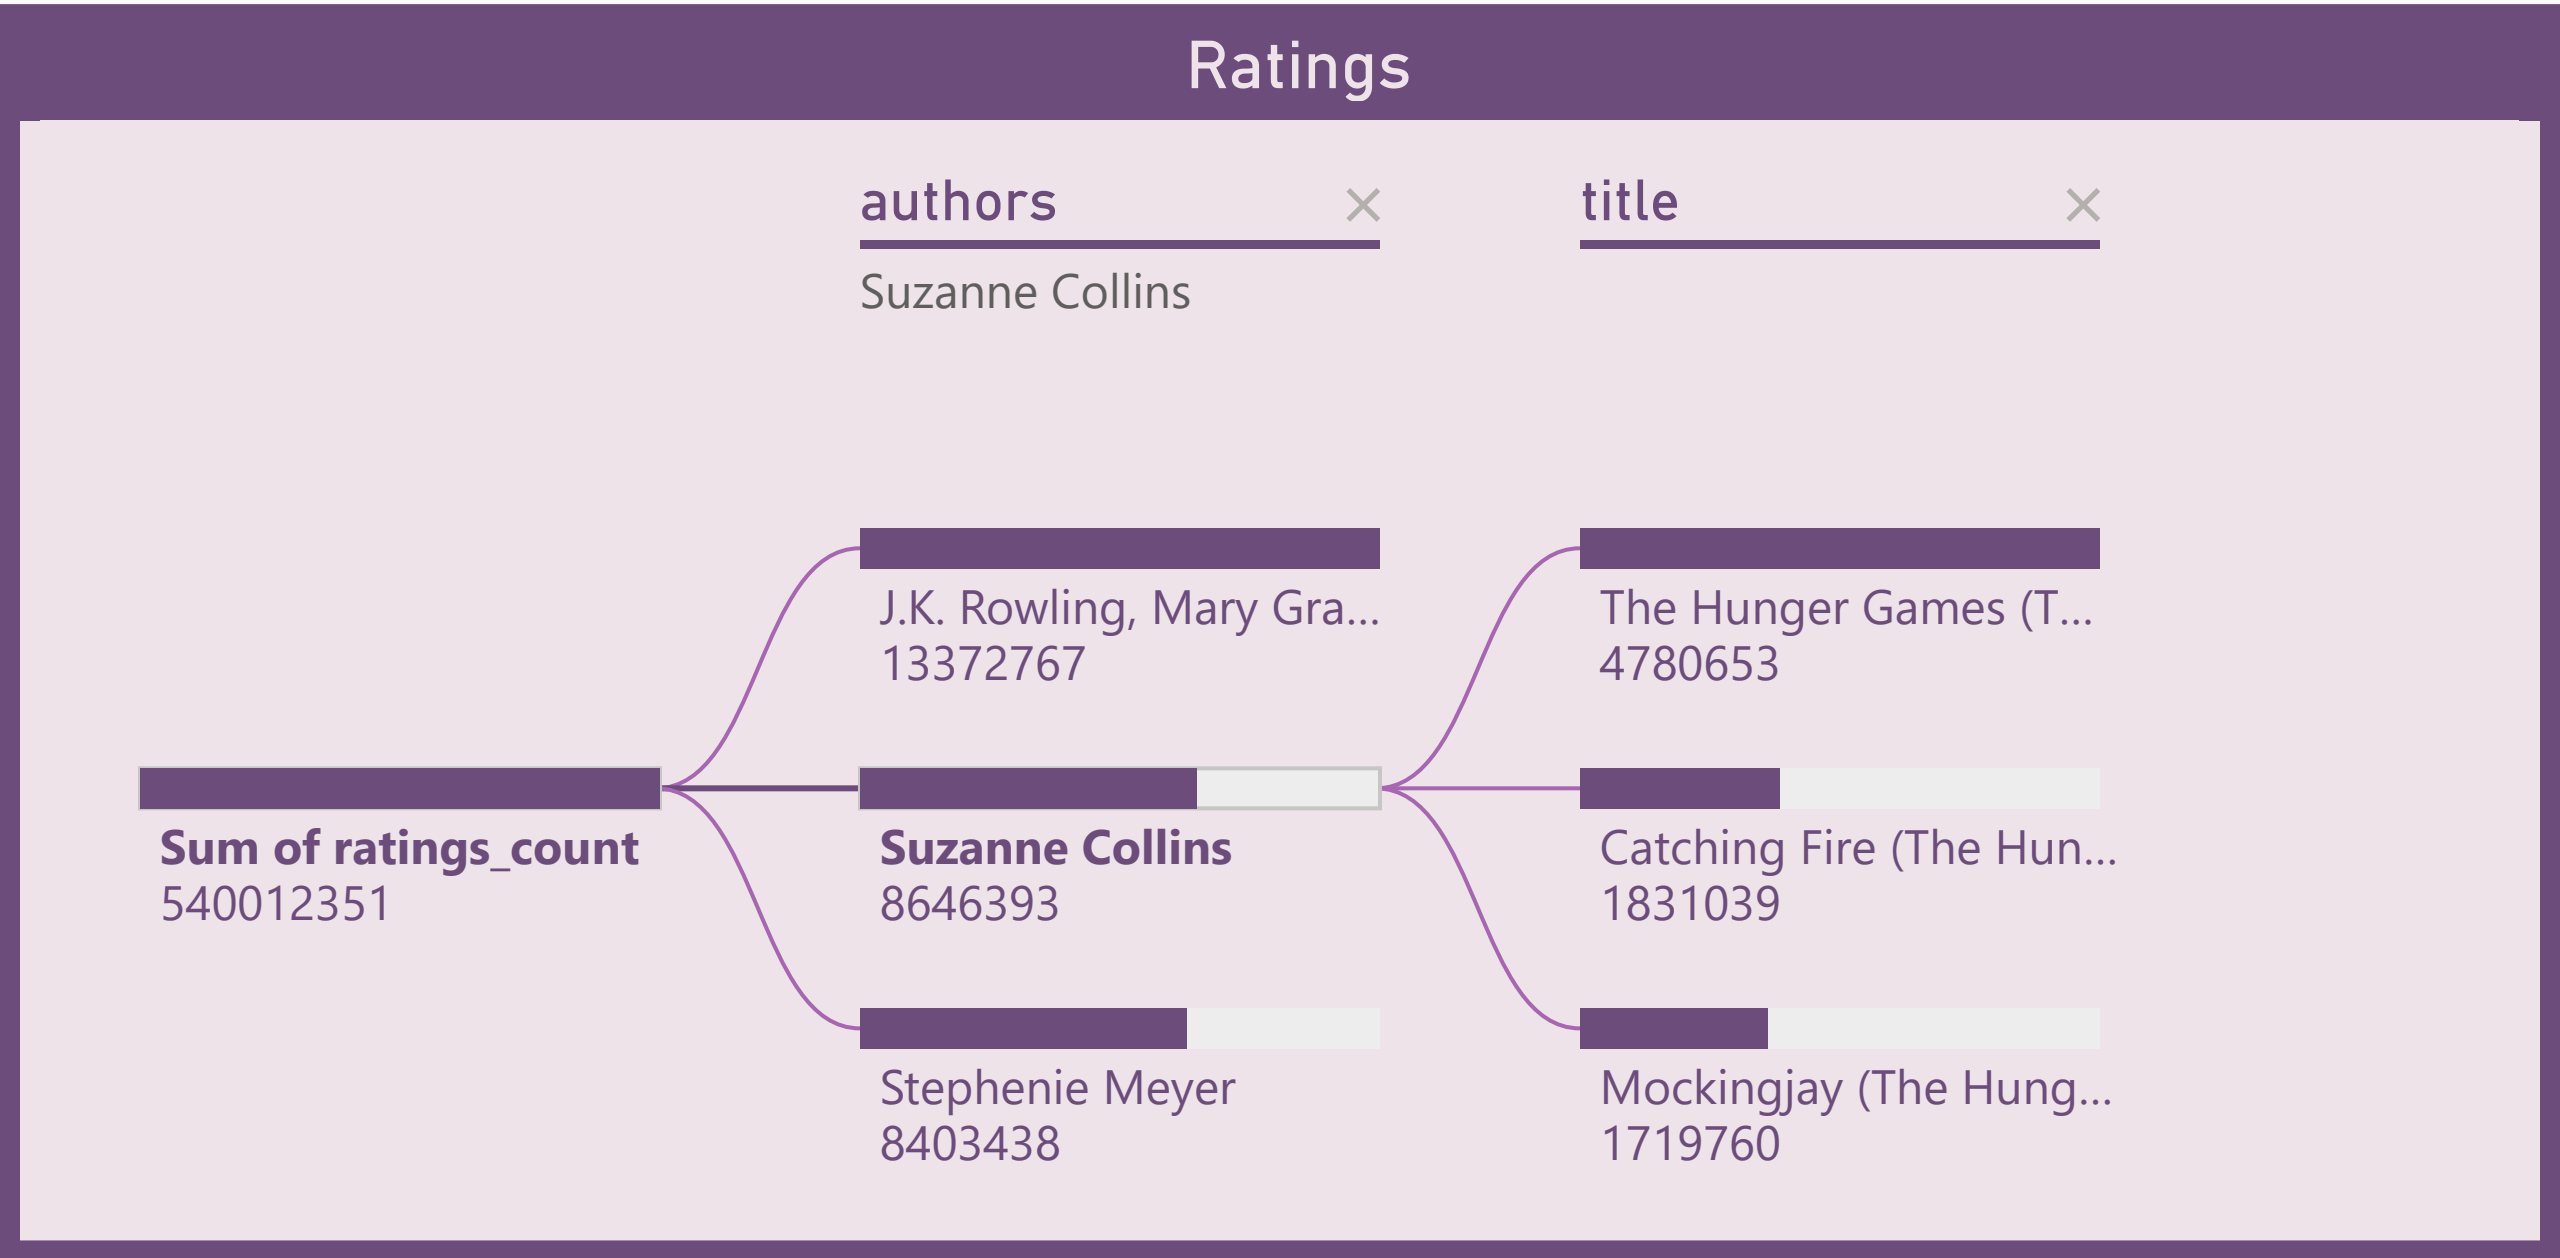 Ratings
authors
Suzanne Collins
title
Sum of ratings_count
540012351
J.K. Rowling, Mary Gra...
13372767
Suzanne Collins
8646393
Stephenie Meyer
8403438
The Hunger Games (T...
4780653
Catching Fire (The Hun...
1831039
Mockingjay (The Hung...
1719760